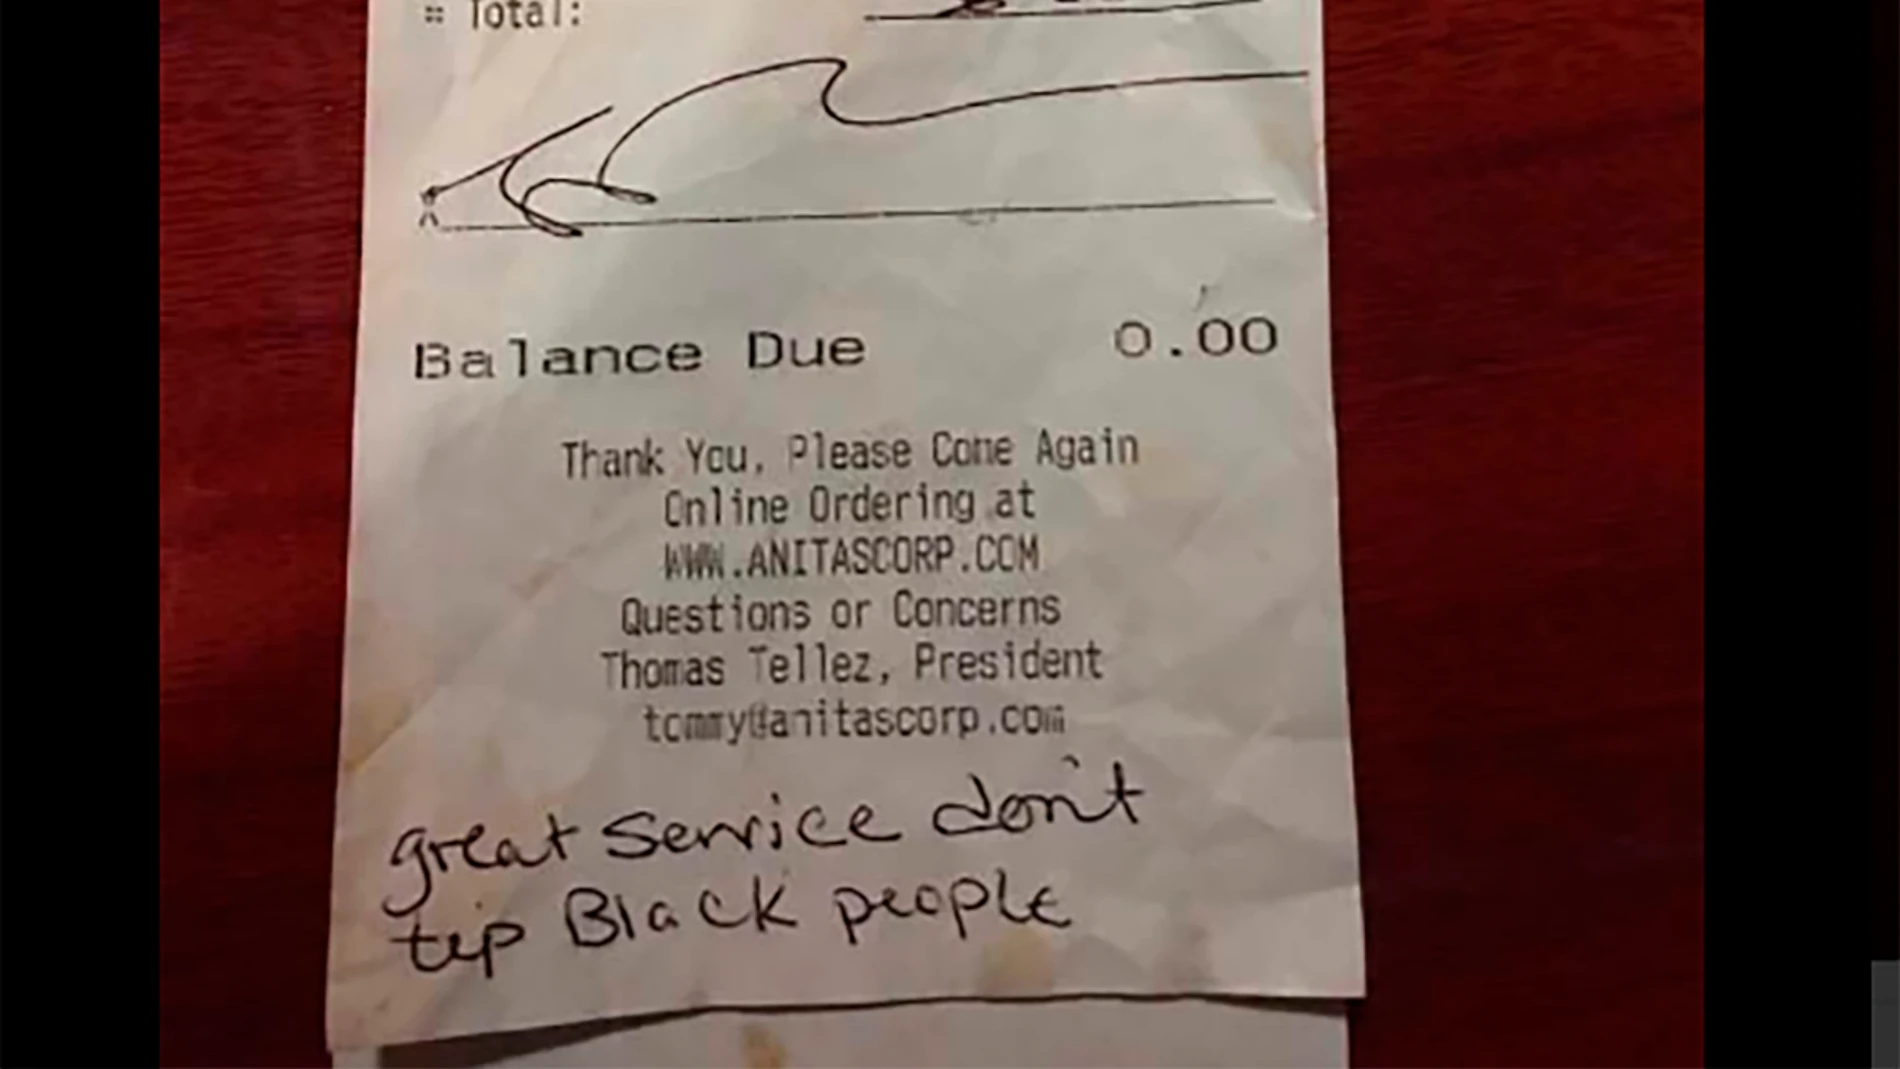 = Total:
x
Balance Due 0.00
Thank You, Please Come Again
Online Ordering at
WWW.ANITASCORP.COM
Questions or Concerns
Thomas Tellez, President
tommy@anitascorp.com
great service don't
tip Black people